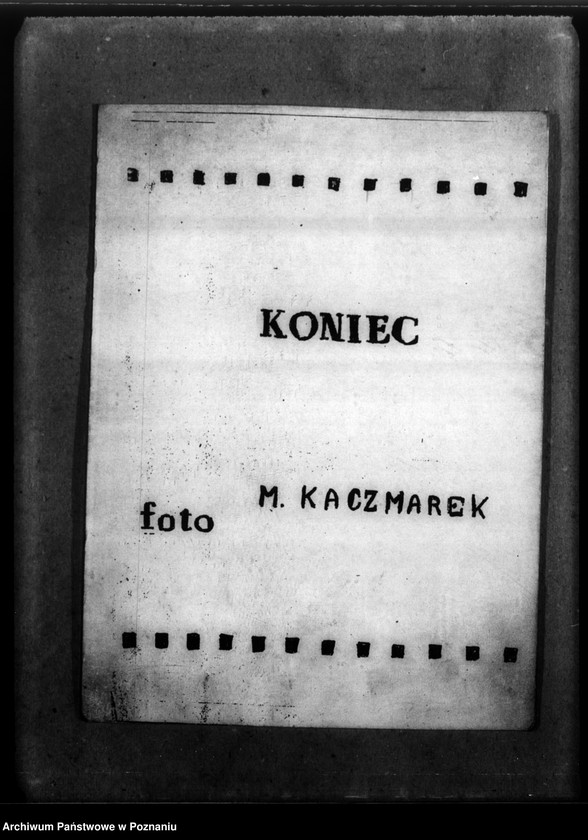 KONIEC
M. KACZMAREK
foto
Archiwum Państwowe w Poznaniu